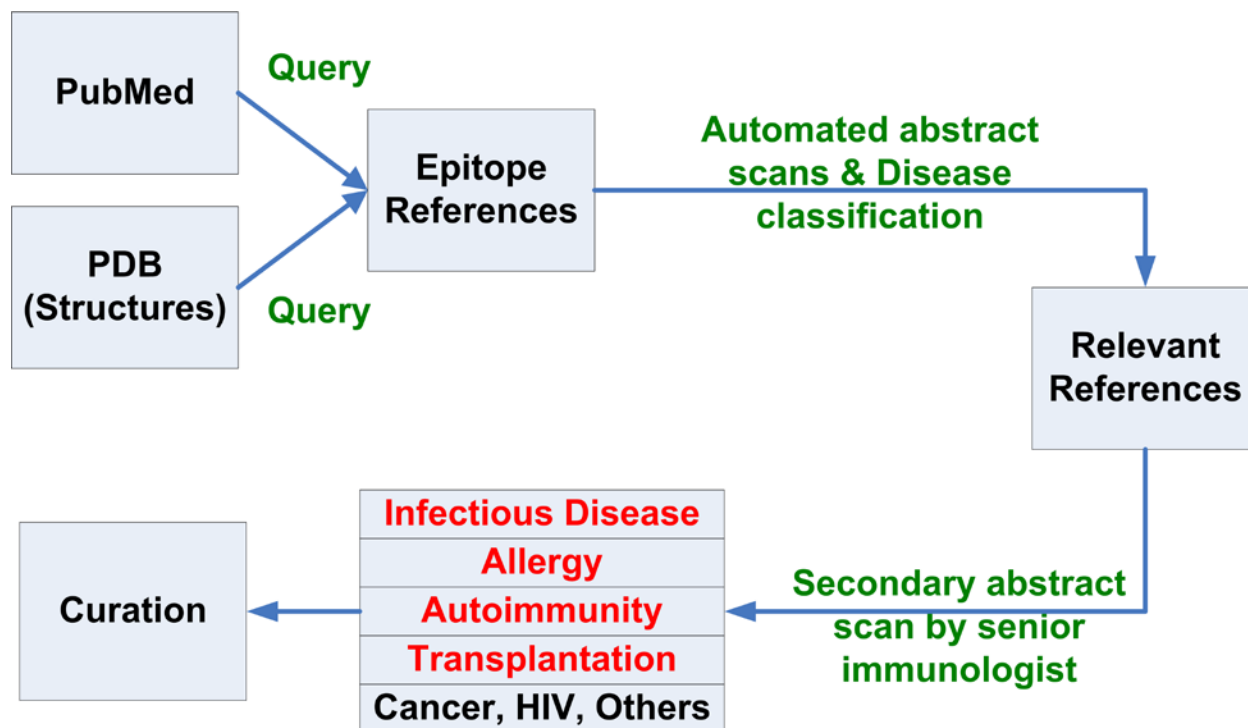 PubMed
Query
PDB
(Structures)
Query
Epitope
References
Automated abstract
scans & Disease
classification
Relevant
References
Secondary abstract
scan by senior
immunologist
Infectious Disease
Allergy
Autoimmunity
Transplantation
Cancer, HIV, Others
Curation